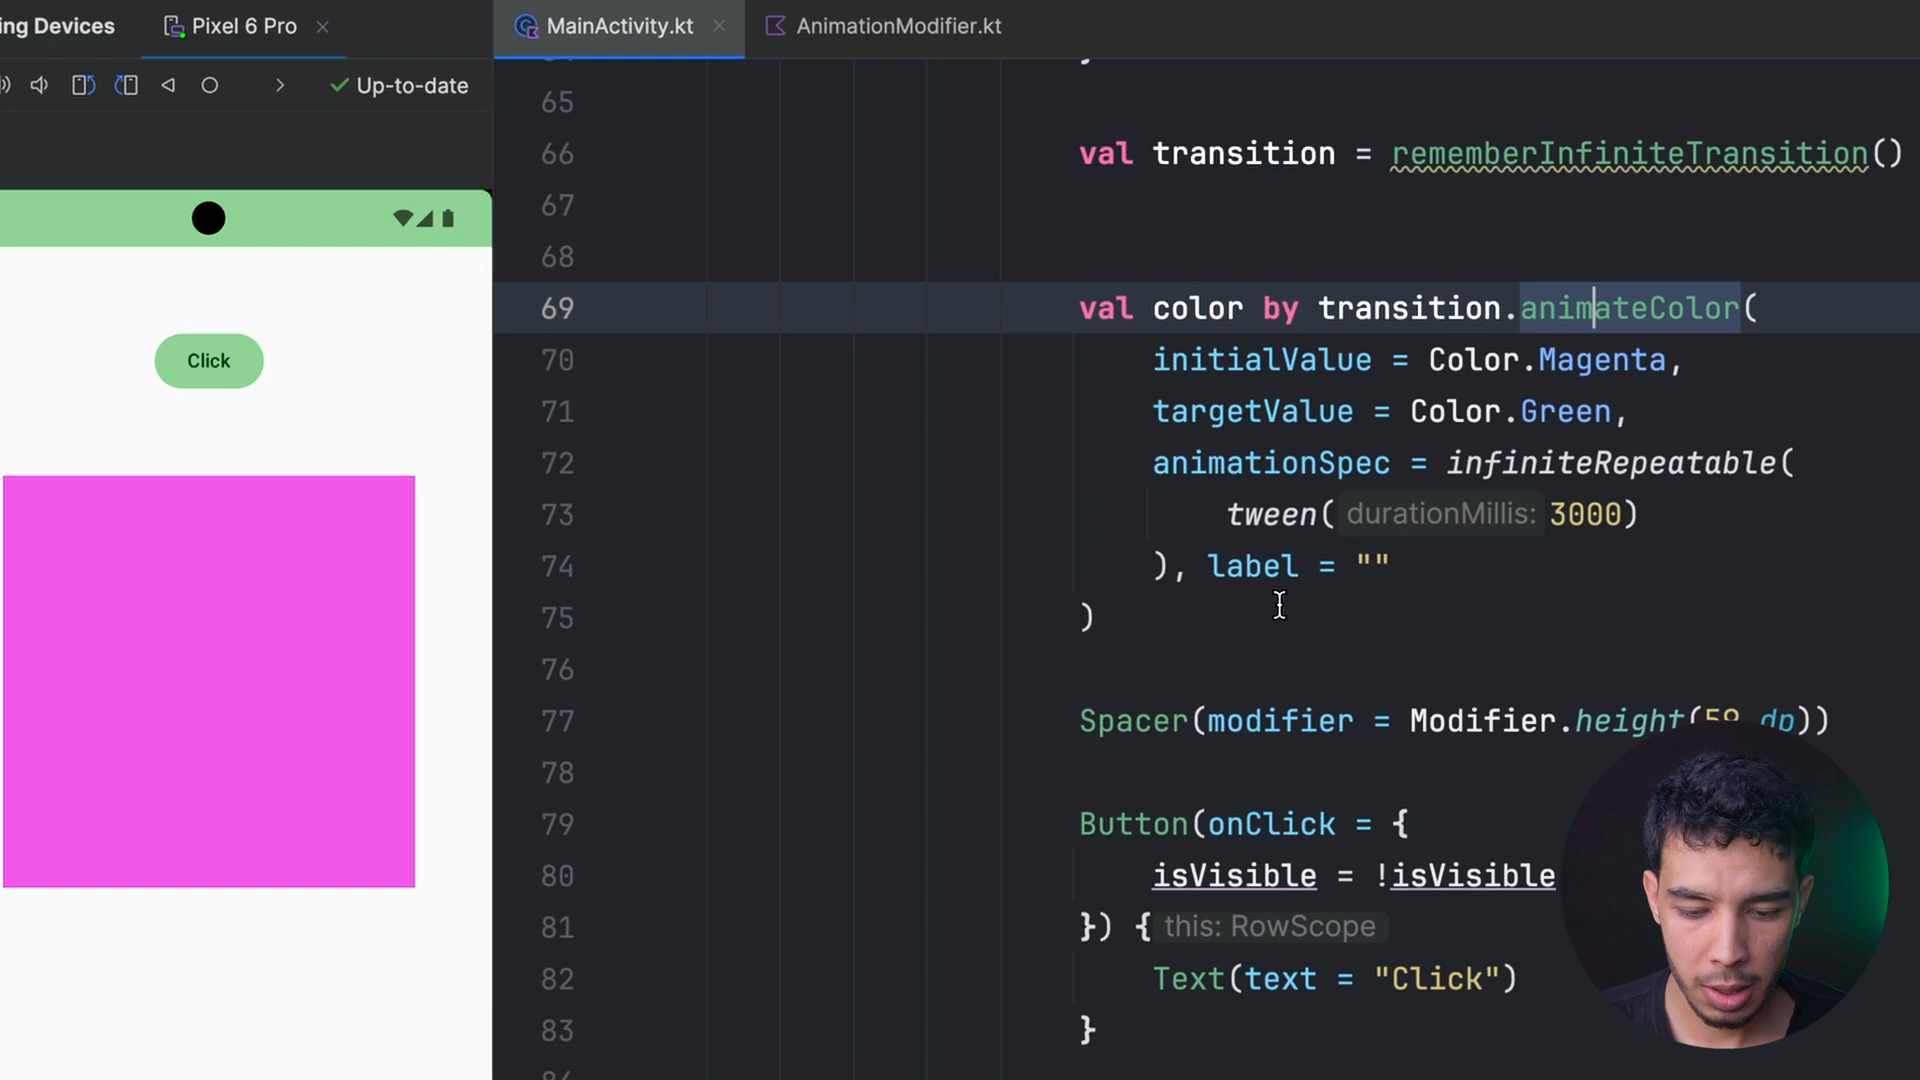 ing Devices Pixel 6 Pro MainActivity.kt AnimationModifier.kt
Up-to-date
65
66 val transition = rememberInfiniteTransition()
67
68
69 val color by transition.animateColor(
70 initialValue = Color.Magenta,
71 targetValue = Color.Green,
72 animationSpec = infiniteRepeatable(
73 tween( durationMillis: 3000)
74 ), label = ""
75 )
76
77 Spacer(modifier = Modifier.height(50.dp))
78
79 Button(onClick = {
80 isVisible = !isVisible
81 }) { this: RowScope
82 Text(text = "Click")
83 }
Click